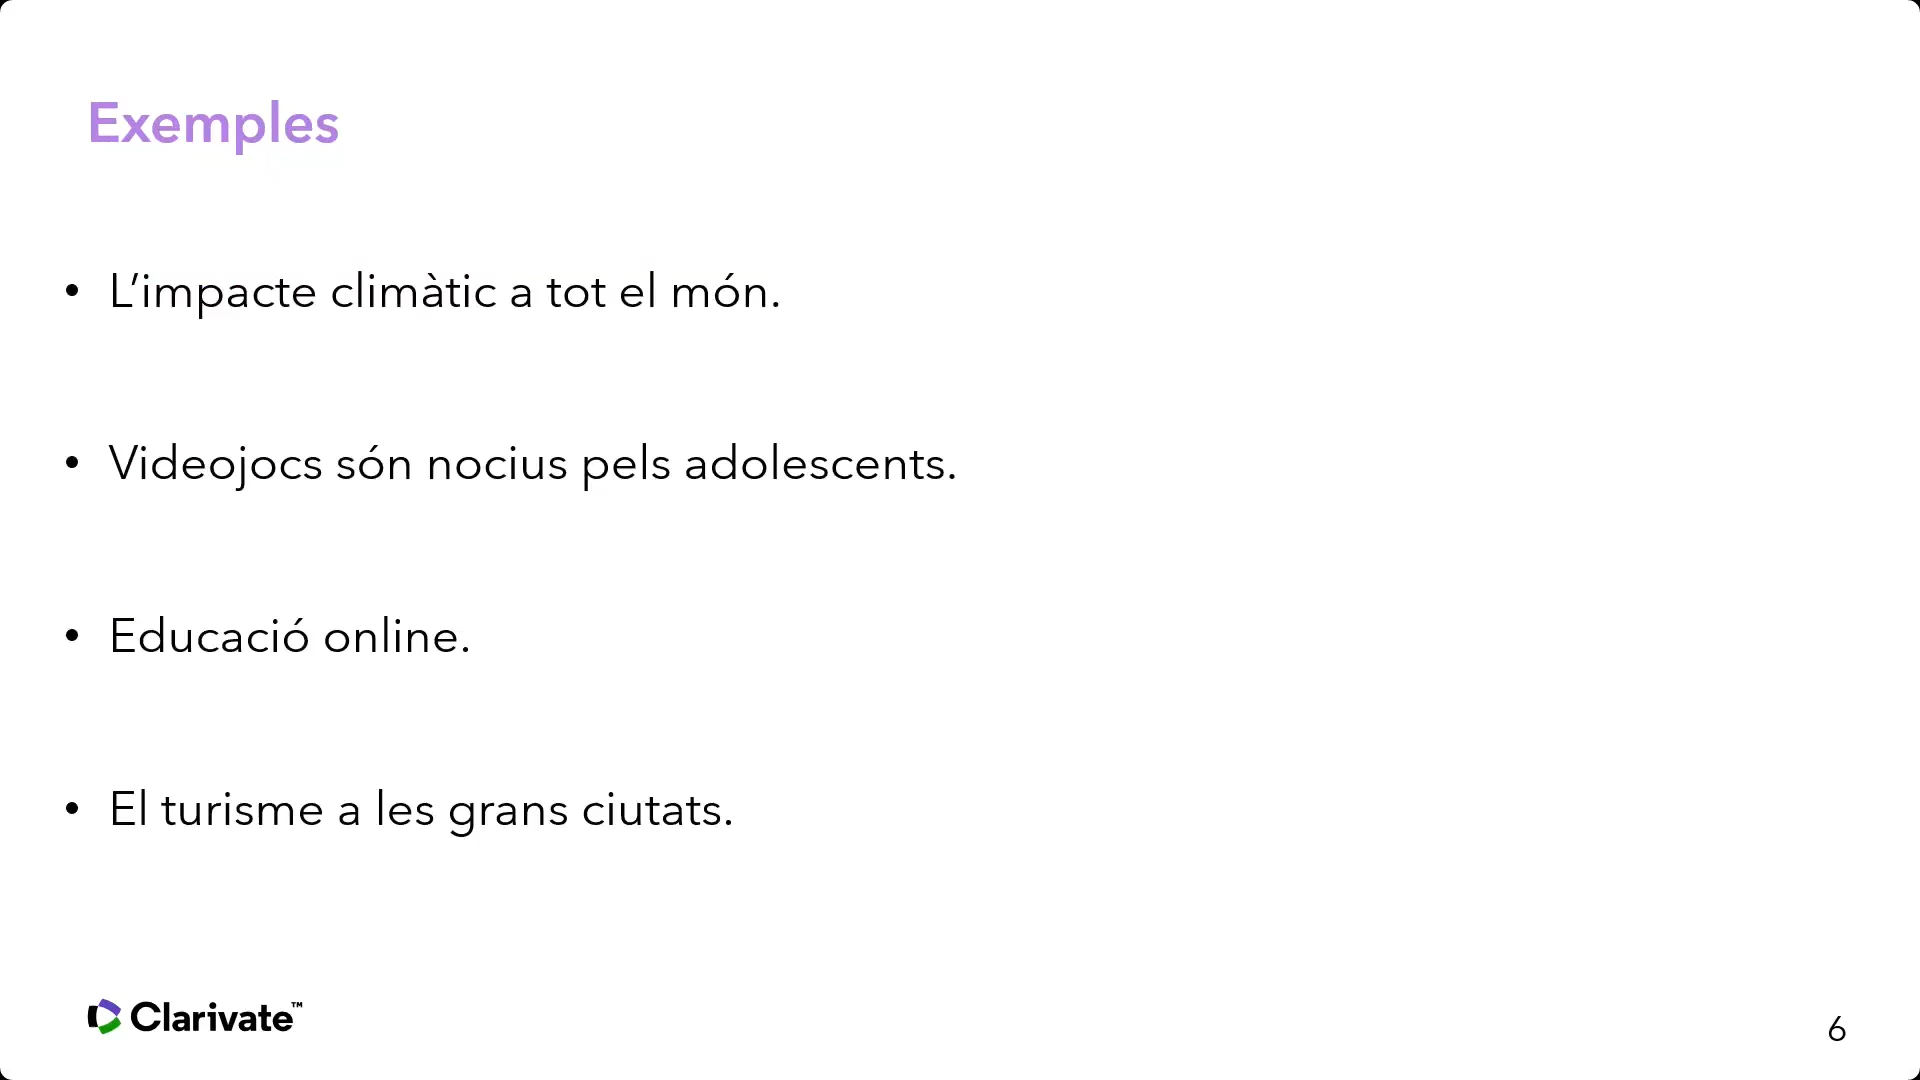 Exemples
• L’impacte climàtic a tot el món.
• Videojocs són nocius pels adolescents.
• Educació online.
• El turisme a les grans ciutats.
Clarivate™
6